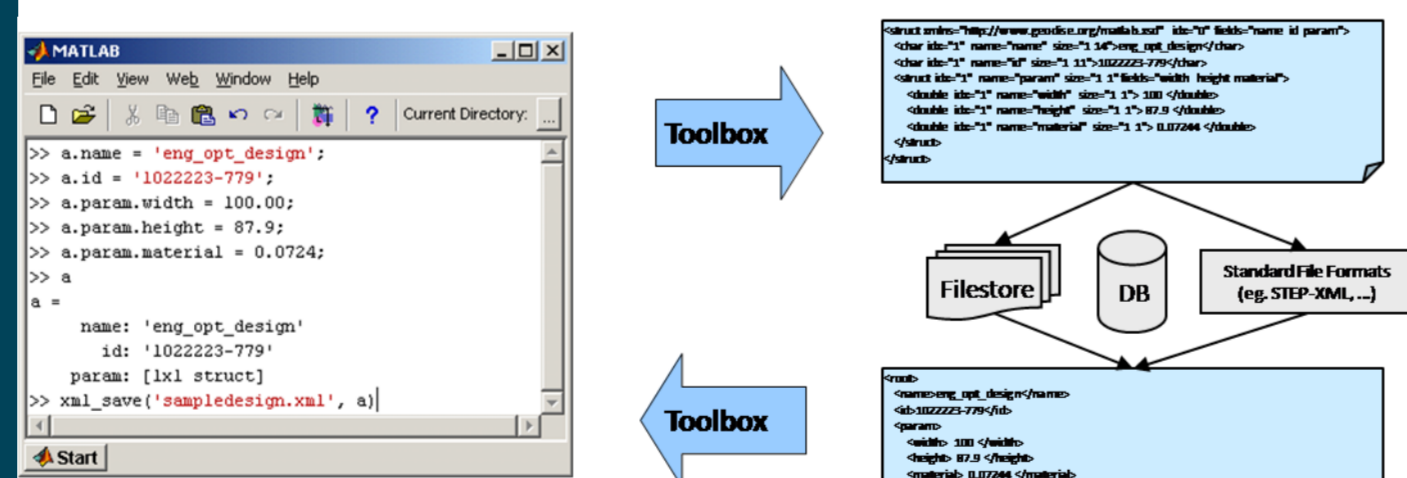 MATLAB
File Edit View Web Window Help
? Current Directory: ...
>> a.name = 'eng_opt_design';
>> a.id = '1022223-779';
>> a.param.width = 100.00;
>> a.param.height = 87.9;
>> a.param.material = 0.0724;
>> a
a =
name: 'eng_opt_design'
id: '1022223-779'
param: [1x1 struct]
>> xml_save('sampledesign.xml', a)
Start
Toolbox
<struct xmlns="http://www.geodise.org/matlab.xsd" idx="0" fields="name id param">
<char idx="1" name="name" size="1 14">eng_opt_design</char>
<char idx="1" name="id" size="1 11">1022223-779</char>
<struct idx="1" name="param" size="1 1" fields="width height material">
<double idx="1" name="width" size="1 1"> 100 </double>
<double idx="1" name="height" size="1 1"> 87.9 </double>
<double idx="1" name="material" size="1 1"> 0.07244 </double>
</struct>
</struct>
Filestore
DB
Standard File Formats
(eg. STEP-XML, ...)
Toolbox
<root>
<name>eng_opt_design</name>
<id>1022223-779</id>
<param>
<width> 100 </width>
<height> 87.9 </height>
<material> 0.07244 </material>